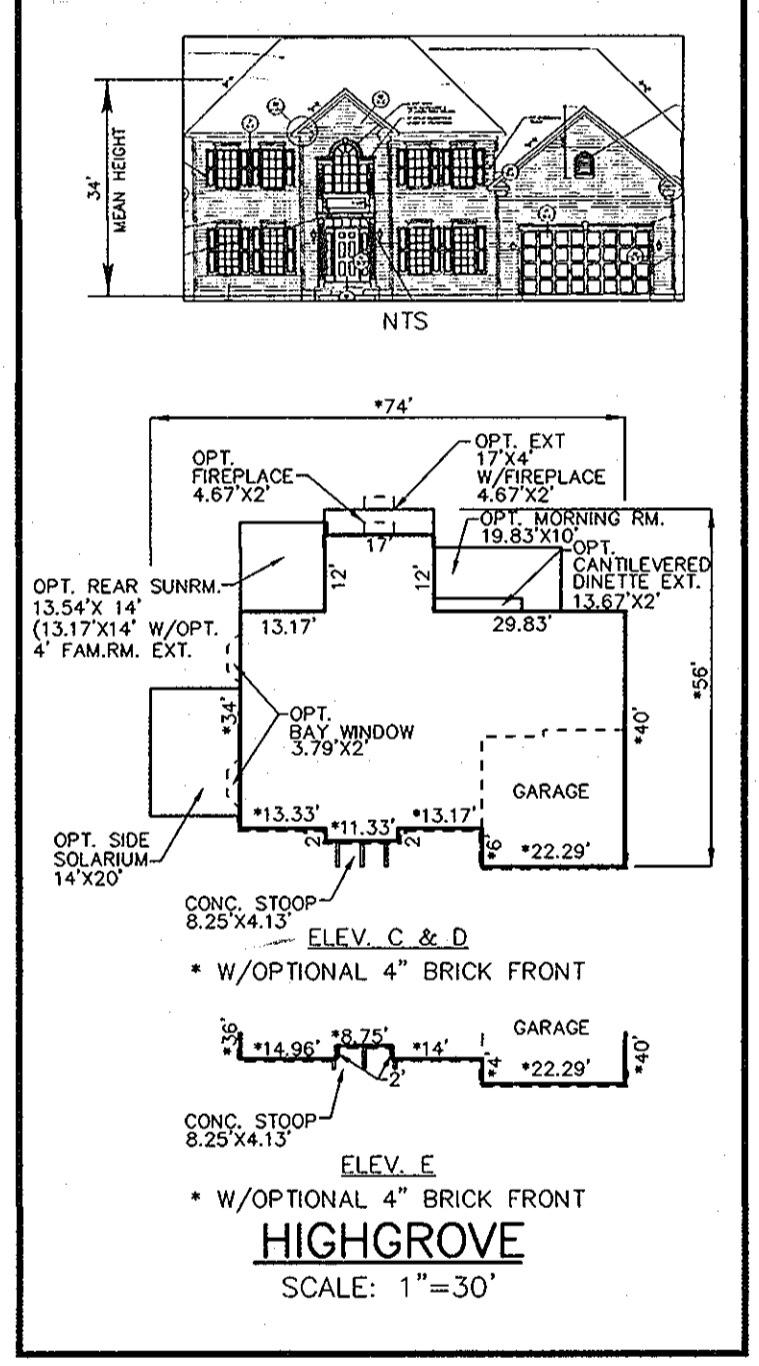 34'
MEAN HEIGHT
NTS
*74'
OPT.
FIREPLACE
4.67'X2'
OPT. EXT
17'X4'
W/FIREPLACE
4.67'X2'
OPT. MORNING RM.
19.83'X10'
OPT.
CANTILEVERED
DINETTE EXT.
13.67'X2'
17'
12'
12'
OPT. REAR SUNRM.
13.54'X 14'
(13.17'X14' W/OPT.
4' FAM.RM. EXT.
13.17'
29.83'
*56'
*34'
*40'
OPT.
BAY WINDOW
3.79'X2'
GARAGE
*13.33'
*11.33'
*13.17'
2'
2'
*6'
*22.29'
OPT. SIDE
SOLARIUM
14'X20'
CONC. STOOP
8.25'X4.13'
ELEV. C & D
* W/OPTIONAL 4" BRICK FRONT
*36'
*14.96'
*8.75'
*14'
2'
*4'
GARAGE
*22.29'
*40'
CONC. STOOP
8.25'X4.13'
ELEV. E
* W/OPTIONAL 4" BRICK FRONT
HIGHGROVE
SCALE: 1"=30'